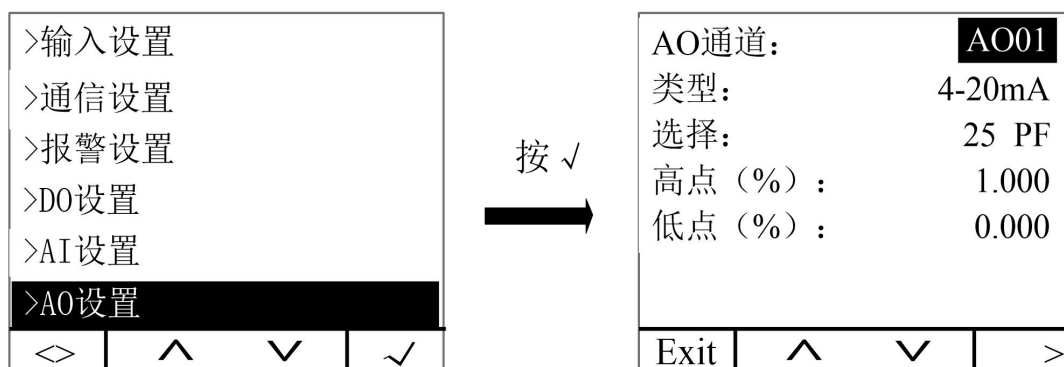 >输入设置
>通信设置
>报警设置
>DO设置
>AI设置
>AO设置
<> ∧ ∨ √
按√
AO通道： AO01
类型： 4-20mA
选择： 25 PF
高点（%）： 1.000
低点（%）： 0.000
Exit ∧ ∨ >